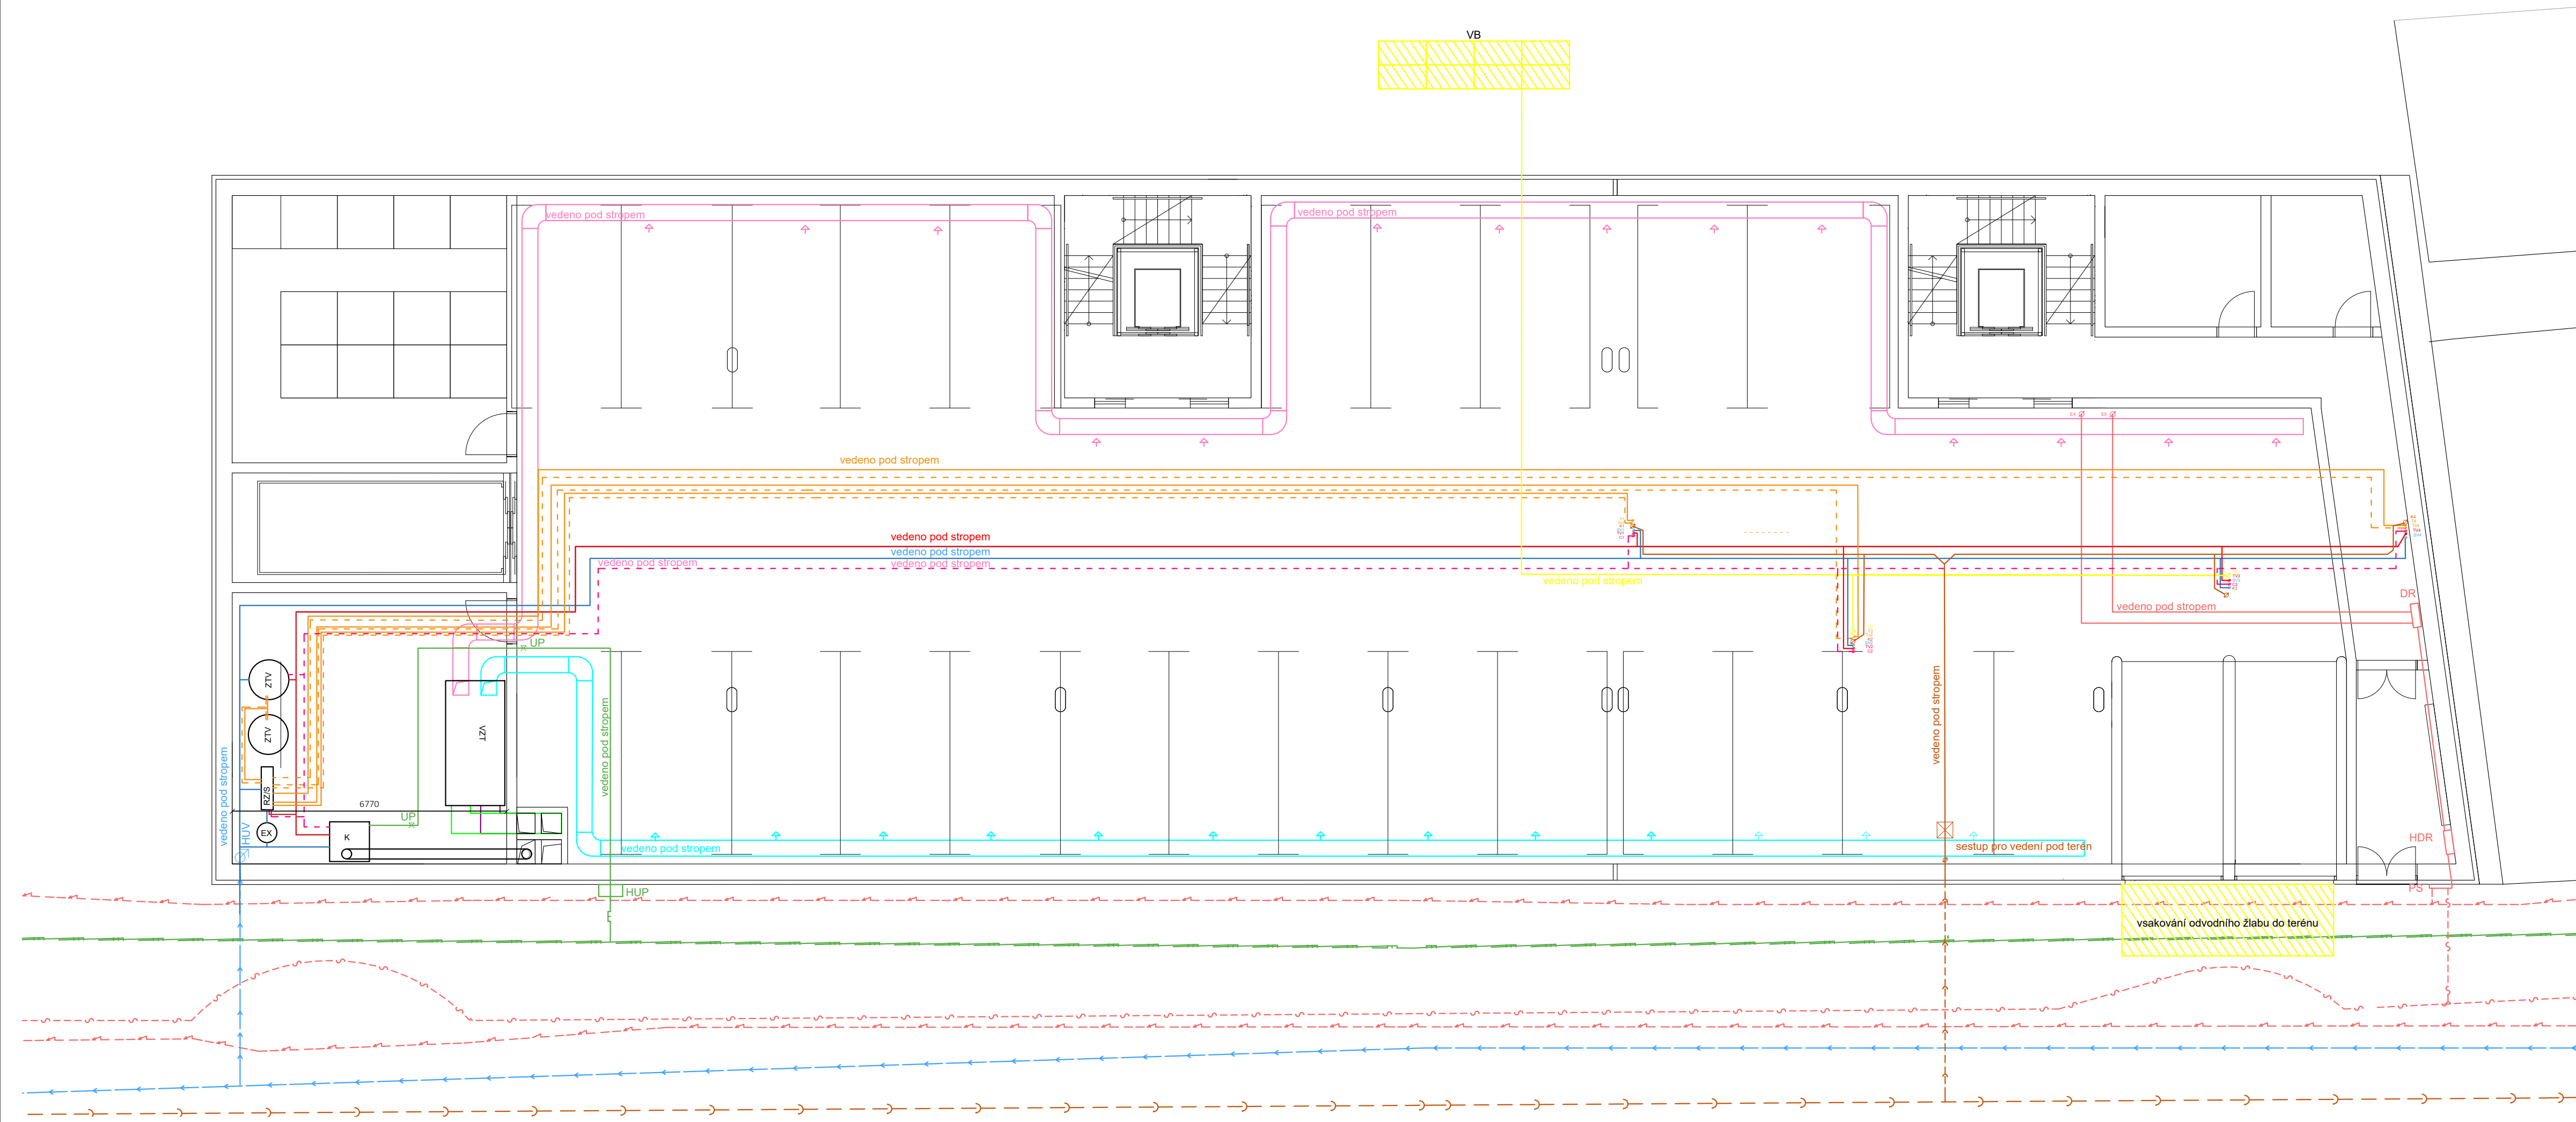 VB
vedeno pod stropem
vedeno pod stropem
E4
E5
vedeno pod stropem
vedeno pod stropem
vedeno pod stropem
vedeno pod stropem
vedeno pod stropem
vedeno pod stropem
DR
vedeno pod stropem
UP
ZTV
ZTV
VZT
vedeno pod stropem
vedeno pod stropem
vedeno pod stropem
RZ/S
6770
UP
EX
K
HUV
vedeno pod stropem
sestup pro vedení pod terén
HDR
PS
HUP
vsakování odvodního žlabu do terénu